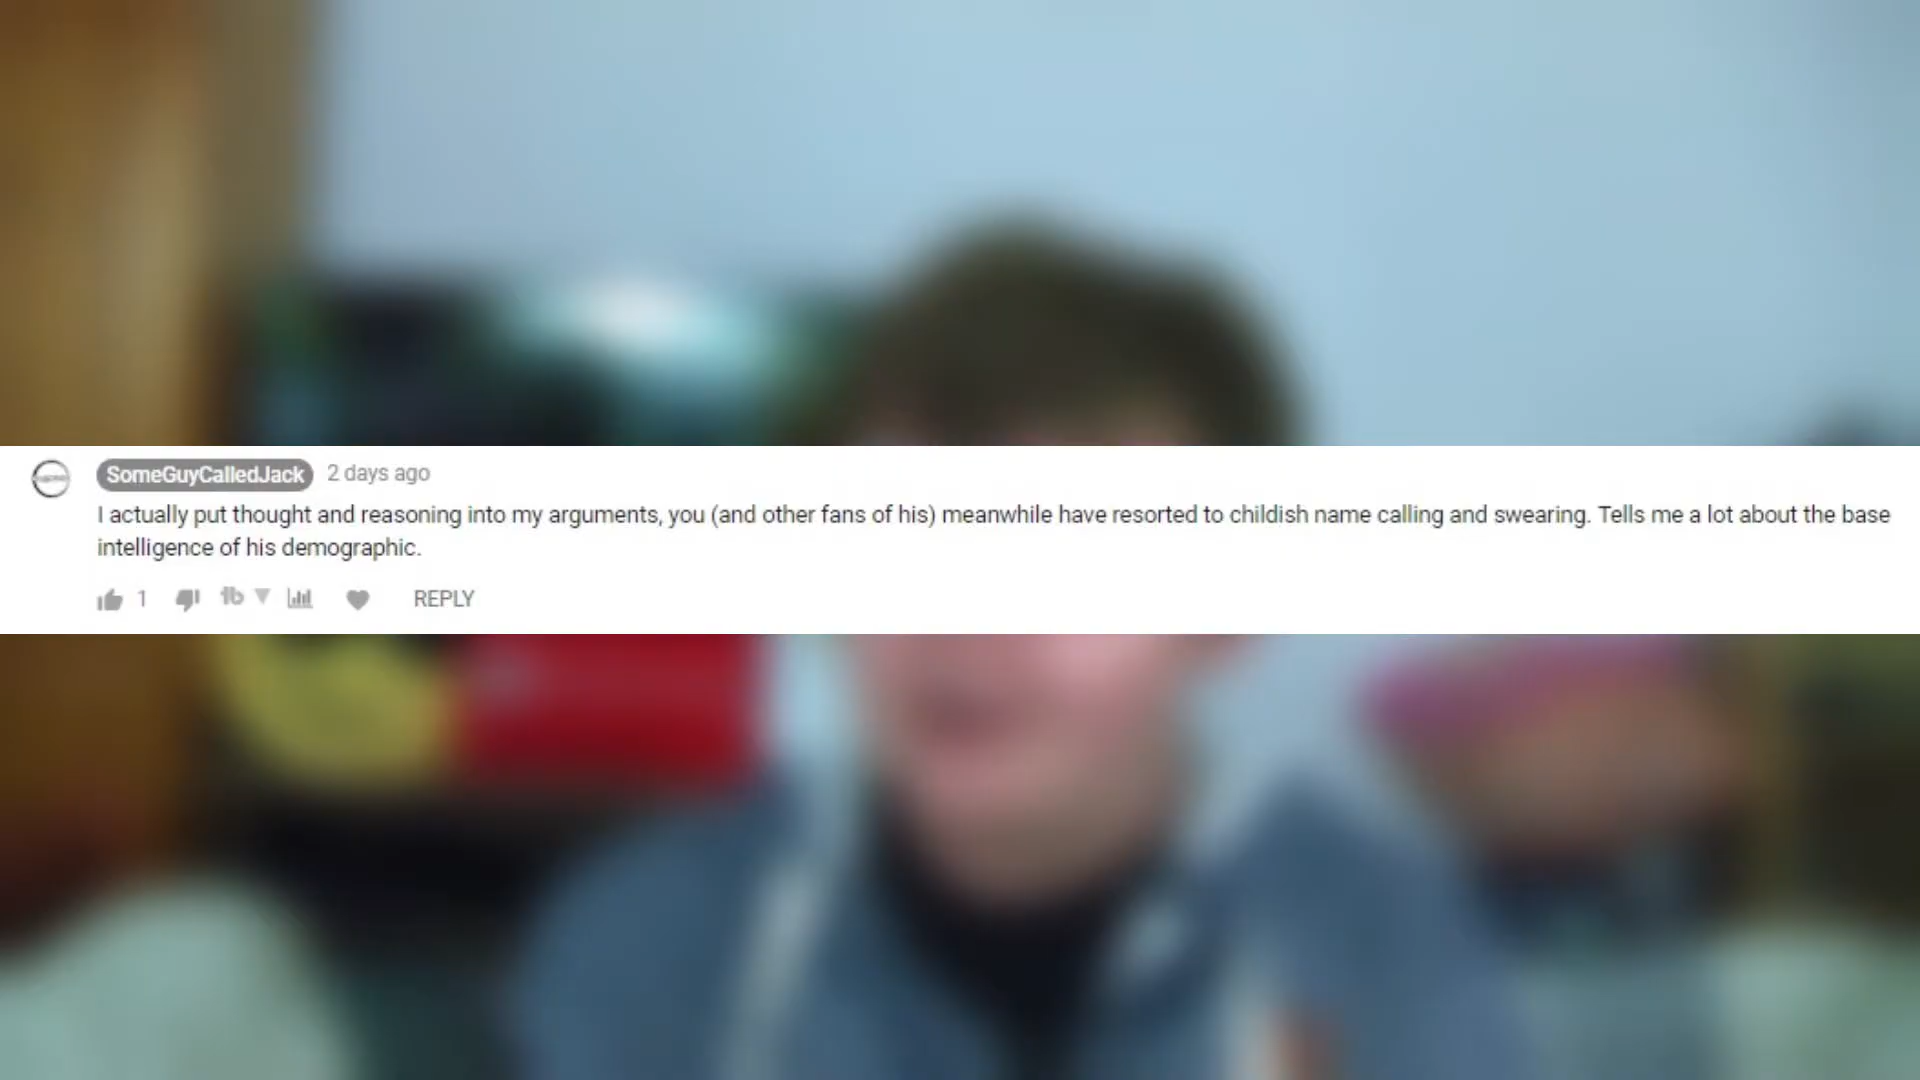 SomeGuyCalledJack 2 days ago
I actually put thought and reasoning into my arguments, you (and other fans of his) meanwhile have resorted to childish name calling and swearing. Tells me a lot about the base
intelligence of his demographic.
1 REPLY